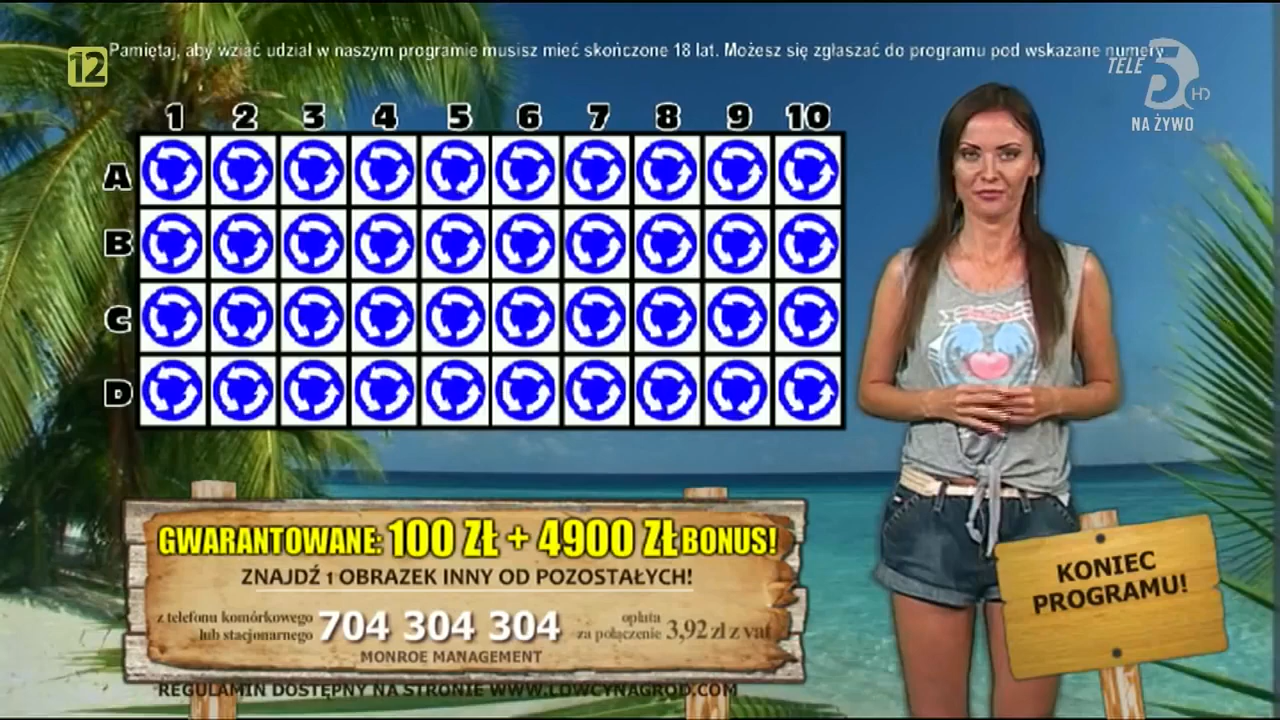 Pamiętaj, aby wziąć udział w naszym programie musisz mieć skończone 18 lat. Możesz się zgłaszać do programu pod wskazane numery
12
TELE 5 HD
NA ŻYWO
1 2 3 4 5 6 7 8 9 10
A
B
C
D
GWARANTOWANE: 100 ZŁ + 4900 ZŁ BONUS!
ZNAJDŹ 1 OBRAZEK INNY OD POZOSTAŁYCH!
z telefonu komórkowego
lub stacjonarnego
704 304 304
opłata
za połączenie 3,92 zł z vat
MONROE MANAGEMENT
REGULAMIN DOSTĘPNY NA STRONIE WWW.LOWCYNAGROD.COM
KONIEC
PROGRAMU!